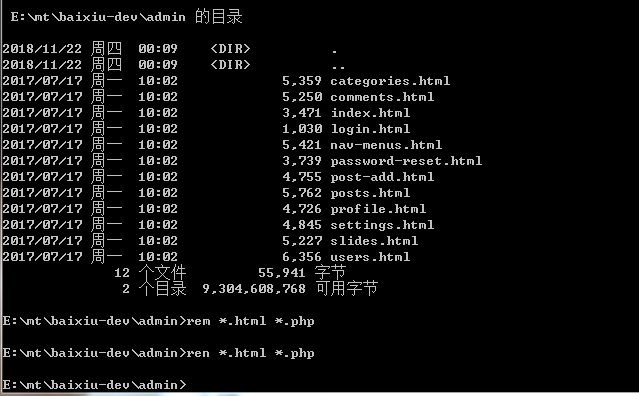 E:\mt\baixiu-dev\admin 的目录
2018/11/22 周四 00:09 <DIR> .
2018/11/22 周四 00:09 <DIR> ..
2017/07/17 周一 10:02 5,359 categories.html
2017/07/17 周一 10:02 5,250 comments.html
2017/07/17 周一 10:02 3,471 index.html
2017/07/17 周一 10:02 1,030 login.html
2017/07/17 周一 10:02 5,421 nav-menus.html
2017/07/17 周一 10:02 3,739 password-reset.html
2017/07/17 周一 10:02 4,755 post-add.html
2017/07/17 周一 10:02 5,762 posts.html
2017/07/17 周一 10:02 4,726 profile.html
2017/07/17 周一 10:02 4,845 settings.html
2017/07/17 周一 10:02 5,227 slides.html
2017/07/17 周一 10:02 6,356 users.html
12 个文件 55,941 字节
2 个目录 9,304,608,768 可用字节
E:\mt\baixiu-dev\admin>rem *.html *.php
E:\mt\baixiu-dev\admin>ren *.html *.php
E:\mt\baixiu-dev\admin>